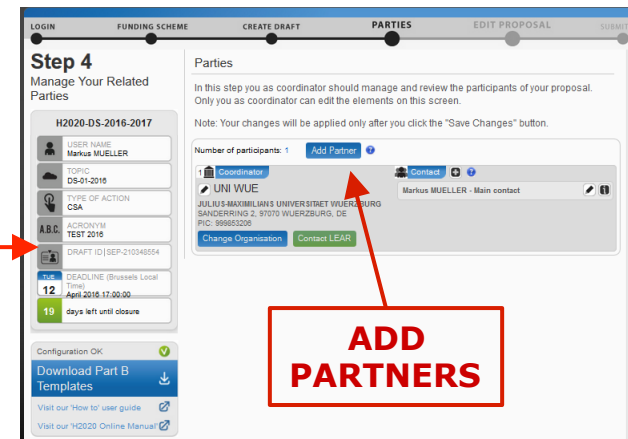 LOGIN
FUNDING SCHEME
CREATE DRAFT
PARTIES
EDIT PROPOSAL
SUBMIT
Step 4
Manage Your Related
Parties
H2020-DS-2016-2017
USER NAME
Markus MUELLER
TOPIC
DS-01-2016
TYPE OF ACTION
CSA
A.B.C.
ACRONYM
TEST 2016
DRAFT ID|SEP-210348554
TUE
12
DEADLINE (Brussels Local
Time)
April 2016 17:00:00
19
days left until closure
Configuration OK
Download Part B
Templates
Visit our 'How to' user guide
Visit our 'H2020 Online Manual'
Parties
In this step you as coordinator should manage and review the participants of your proposal.
Only you as coordinator can edit the elements on this screen.
Note: Your changes will be applied only after you click the "Save Changes" button.
Number of participants: 1
Add Partner
?
1
Coordinator
UNI WUE
JULIUS-MAXIMILIANS UNIVERSITAET WUERZBURG
SANDERRING 2, 97070 WUERZBURG, DE
PIC: 999853206
Change Organisation
Contact LEAR
Contact
?
Markus MUELLER - Main contact
ADD
PARTNERS